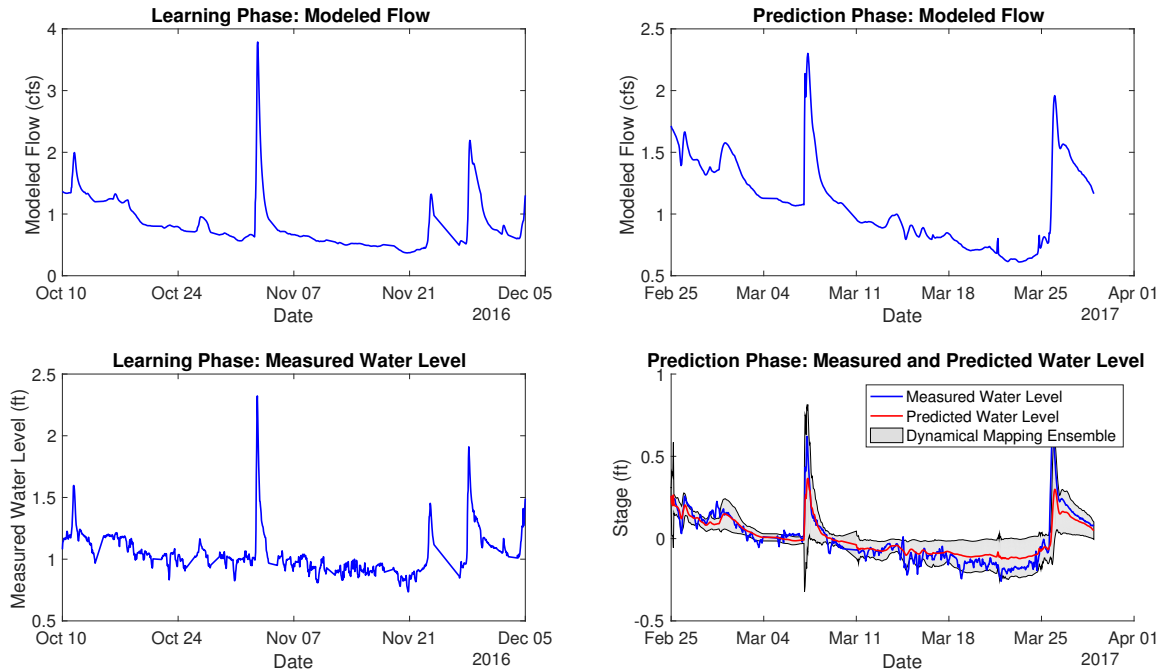 Learning Phase: Modeled Flow
Modeled Flow (cfs)
4
3
2
1
0
Oct 10
Oct 24
Nov 07
Nov 21
Dec 05
Date
2016
Prediction Phase: Modeled Flow
Modeled Flow (cfs)
2.5
2
1.5
1
0.5
Feb 25
Mar 04
Mar 11
Mar 18
Mar 25
Apr 01
Date
2017
Learning Phase: Measured Water Level
Measured Water Level (ft)
2.5
2
1.5
1
0.5
Oct 10
Oct 24
Nov 07
Nov 21
Dec 05
Date
2016
Prediction Phase: Measured and Predicted Water Level
Stage (ft)
1
0.5
0
-0.5
Measured Water Level
Predicted Water Level
Dynamical Mapping Ensemble
Feb 25
Mar 04
Mar 11
Mar 18
Mar 25
Apr 01
Date
2017